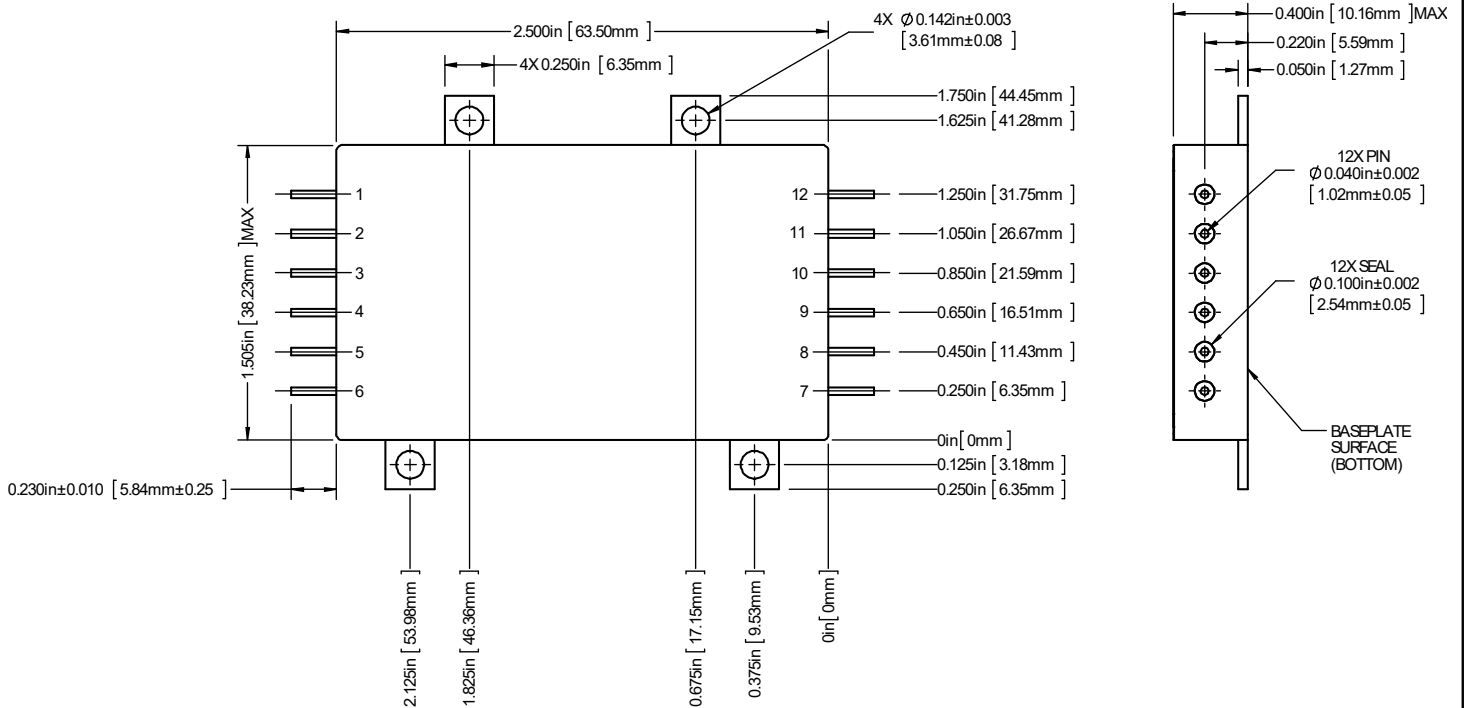 2.500in [63.50mm]
4X Ø 0.142in±0.003
[3.61mm±0.08]
4X 0.250in [6.35mm]
1.750in [44.45mm]
1.625in [41.28mm]
1.505in [38.23mm] MAX
1
2
3
4
5
6
12
11
10
9
8
7
1.250in [31.75mm]
1.050in [26.67mm]
0.850in [21.59mm]
0.650in [16.51mm]
0.450in [11.43mm]
0.250in [6.35mm]
0in [0mm]
0.125in [3.18mm]
0.250in [6.35mm]
0.230in±0.010 [5.84mm±0.25]
2.125in [53.98mm]
1.825in [46.36mm]
0.675in [17.15mm]
0.375in [9.53mm]
0in [0mm]
0.400in [10.16mm] MAX
0.220in [5.59mm]
0.050in [1.27mm]
12X PIN
Ø 0.040in±0.002
[1.02mm±0.05]
12X SEAL
Ø 0.100in±0.002
[2.54mm±0.05]
BASEPLATE
SURFACE
(BOTTOM)